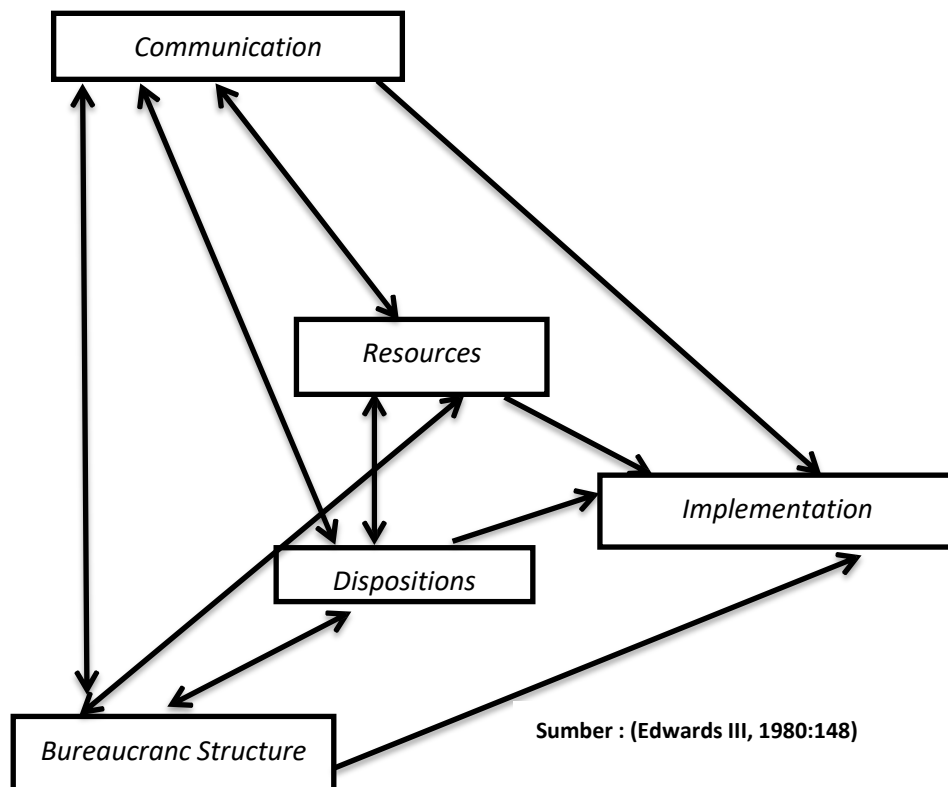 Communication
Resources
Implementation
Dispositions
Bureaucranc Structure
Sumber : (Edwards III, 1980:148)